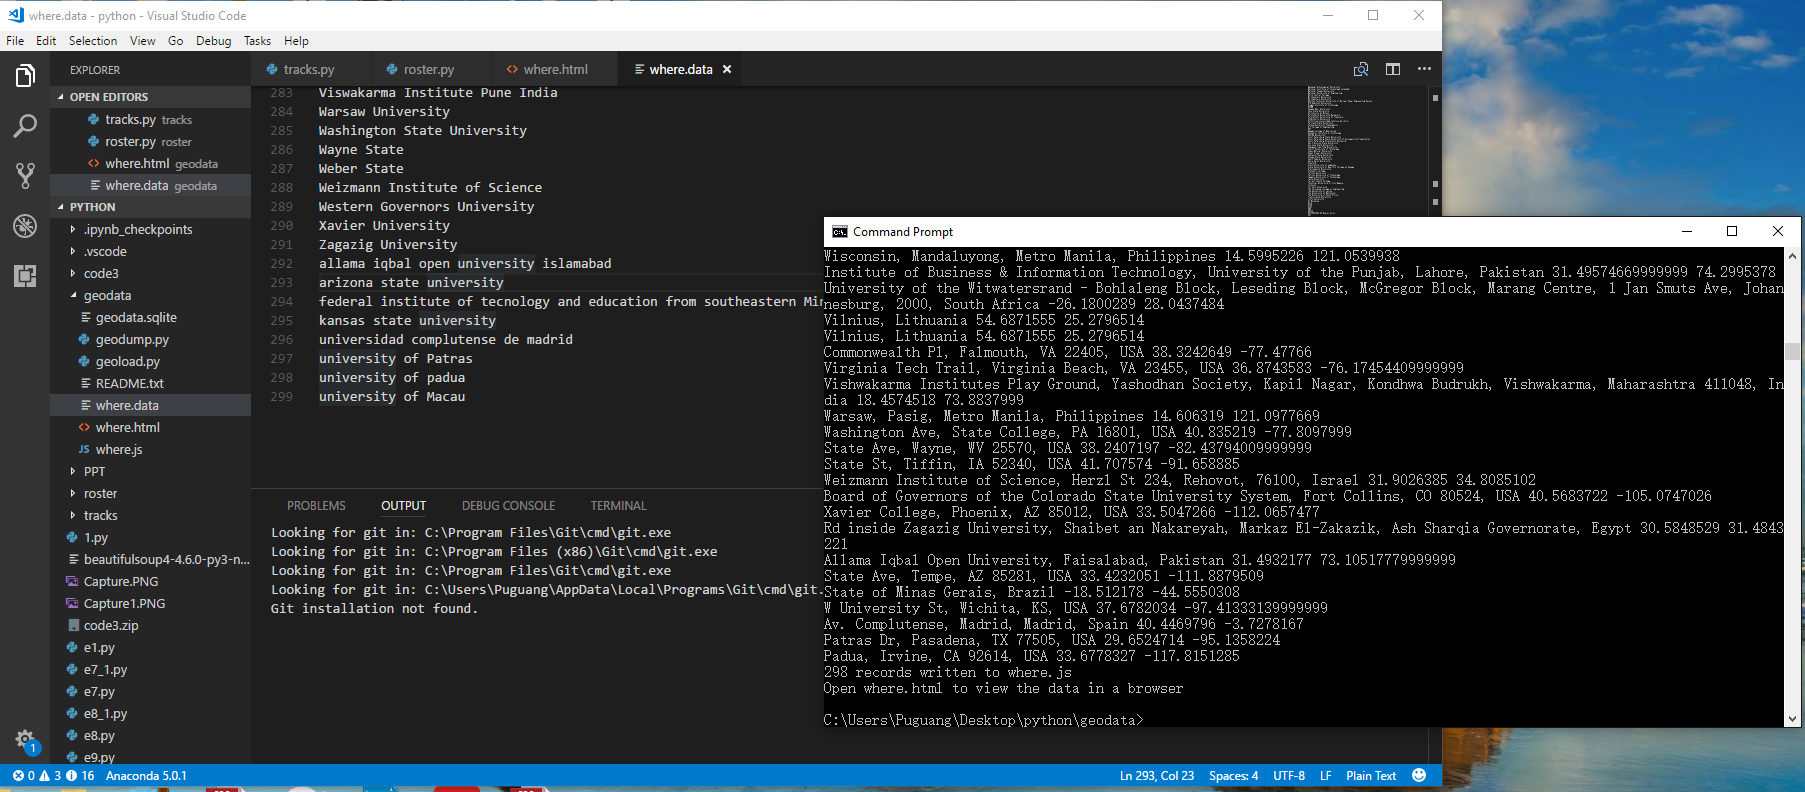 where.data - python - Visual Studio Code
File Edit Selection View Go Debug Tasks Help
EXPLORER
OPEN EDITORS
tracks.py tracks
roster.py roster
where.html geodata
where.data geodata
PYTHON
.ipynb_checkpoints
.vscode
code3
geodata
geodata.sqlite
geodump.py
geoload.py
README.txt
where.data
where.html
where.js
PPT
roster
tracks
1.py
beautifulsoup4-4.6.0-py3-n...
Capture.PNG
Capture1.PNG
code3.zip
e1.py
e7_1.py
e7.py
e8_1.py
e8.py
e9.py
tracks.py roster.py where.html where.data
283 Viswakarma Institute Pune India
284 Warsaw University
285 Washington State University
286 Wayne State
287 Weber State
288 Weizmann Institute of Science
289 Western Governors University
290 Xavier University
291 Zagazig University
292 allama iqbal open university islamabad
293 arizona state university
294 federal institute of tecnology and education from southeastern Min
295 kansas state university
296 universidad complutense de madrid
297 university of Patras
298 university of padua
299 university of Macau
PROBLEMS OUTPUT DEBUG CONSOLE TERMINAL
Looking for git in: C:\Program Files\Git\cmd\git.exe
Looking for git in: C:\Program Files (x86)\Git\cmd\git.exe
Looking for git in: C:\Program Files\Git\cmd\git.exe
Looking for git in: C:\Users\Puguang\AppData\Local\Programs\Git\cmd\git.
Git installation not found.
Command Prompt
Wisconsin, Mandaluyong, Metro Manila, Philippines 14.5995226 121.0539938
Institute of Business & Information Technology, University of the Punjab, Lahore, Pakistan 31.49574669999999 74.2995378
University of the Witwatersrand - Bohlaleng Block, Leseding Block, McGregor Block, Marang Centre, 1 Jan Smuts Ave, Johan
nesburg, 2000, South Africa -26.1800289 28.0437484
Vilnius, Lithuania 54.6871555 25.2796514
Vilnius, Lithuania 54.6871555 25.2796514
Commonwealth Pl, Falmouth, VA 22405, USA 38.3242649 -77.47766
Virginia Tech Trail, Virginia Beach, VA 23455, USA 36.8743583 -76.17454409999999
Vishwakarma Institutes Play Ground, Yashodhan Society, Kapil Nagar, Kondhwa Budrukh, Vishwakarma, Maharashtra 411048, In
dia 18.4574518 73.8837999
Warsaw, Pasig, Metro Manila, Philippines 14.606319 121.0977669
Washington Ave, State College, PA 16801, USA 40.835219 -77.8097999
State Ave, Wayne, WV 25570, USA 38.2407197 -82.43794009999999
State St, Tiffin, IA 52340, USA 41.707574 -91.658885
Weizmann Institute of Science, Herzl St 234, Rehovot, 76100, Israel 31.9026385 34.8085102
Board of Governors of the Colorado State University System, Fort Collins, CO 80524, USA 40.5683722 -105.0747026
Xavier College, Phoenix, AZ 85012, USA 33.5047266 -112.0657477
Rd inside Zagazig University, Shaibet an Nakareyah, Markaz El-Zakazik, Ash Sharqia Governorate, Egypt 30.5848529 31.4843
221
Allama Iqbal Open University, Faisalabad, Pakistan 31.4932177 73.10517779999999
State Ave, Tempe, AZ 85281, USA 33.4232051 -111.8879509
State of Minas Gerais, Brazil -18.512178 -44.5550308
W University St, Wichita, KS, USA 37.6782034 -97.41333139999999
Av. Complutense, Madrid, Madrid, Spain 40.4469796 -3.7278167
Patras Dr, Pasadena, TX 77505, USA 29.6524714 -95.1358224
Padua, Irvine, CA 92614, USA 33.6778327 -117.8151285
298 records written to where.js
Open where.html to view the data in a browser
C:\Users\Puguang\Desktop\python\geodata>
1
0 3 16 Anaconda 5.0.1
Ln 293, Col 23 Spaces: 4 UTF-8 LF Plain Text